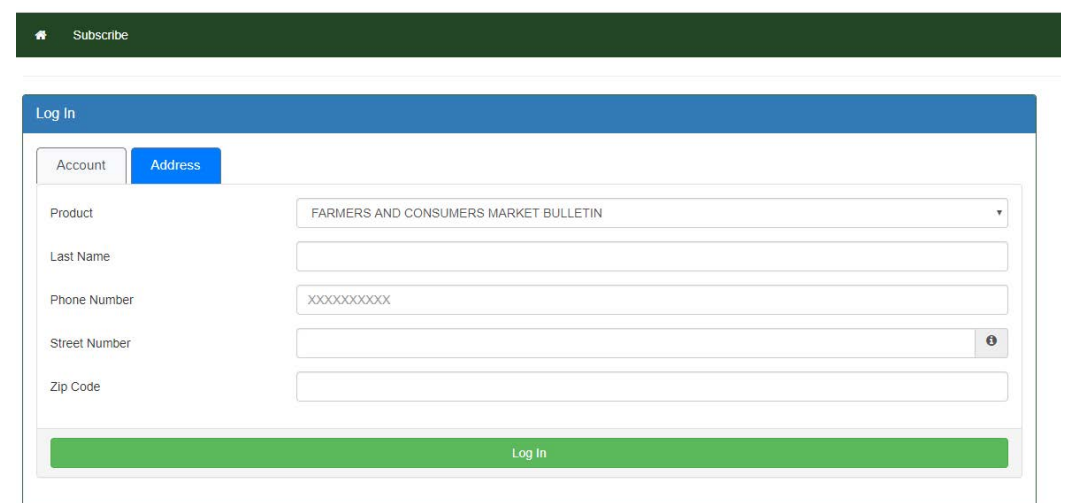 Subscribe
Log In
Account Address
Product FARMERS AND CONSUMERS MARKET BULLETIN
Last Name
Phone Number XXXXXXXXXX
Street Number
Zip Code
Log In